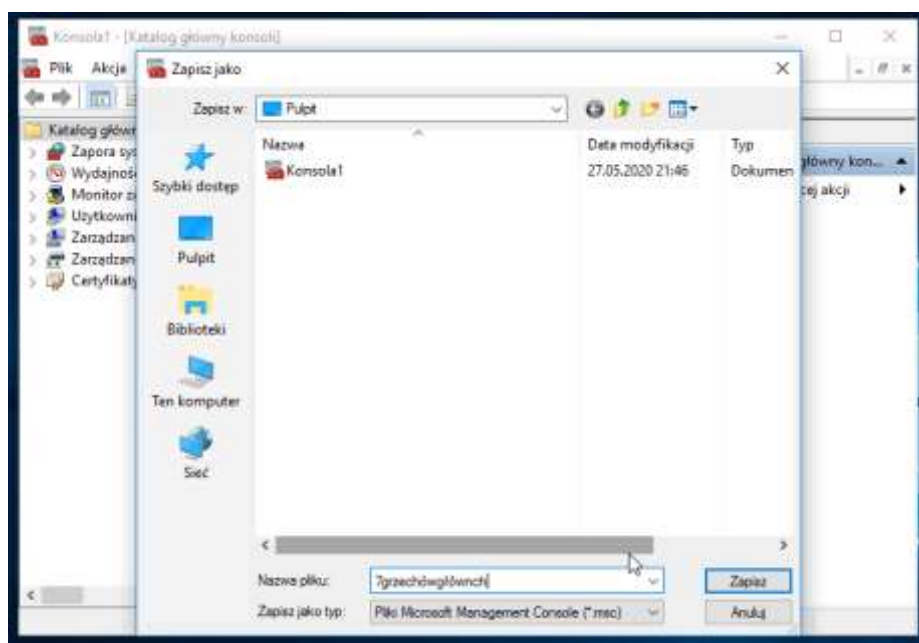 Konsola1 - [Katalog główny konsoli]
Plik Akcja
Zapisz jako
Zapisz w: Pulpit
Katalog główn
Zapora sys
Wydajnoś
Monitor z
Użytkowni
Zarządzan
Zarządzan
Certyfikaty
Szybki dostęp
Pulpit
Biblioteki
Ten komputer
Sieć
Nazwa Data modyfikacji Typ
Konsola1 27.05.2020 21:46 Dokumen
główny kon...
cej akcji
Nazwa pliku: 7grzechówgłównch Zapisz
Zapisz jako typ: Pliki Microsoft Management Console (*.msc) Anuluj